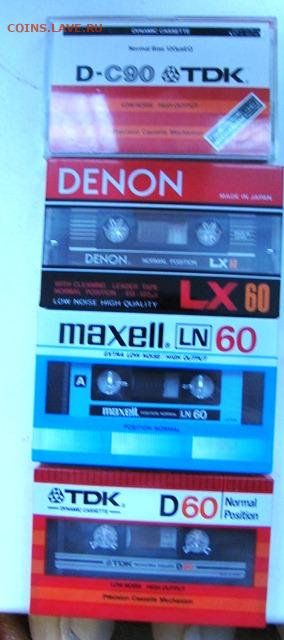 COINS.LAVE.RU
DYNAMIC CASSETTE
Normal Bias 120μsEQ
D-C90 TDK
LOW NOISE HIGH OUTPUT
Precision Cassette Mechanism
DENON
MADE IN JAPAN
DENON NORMAL POSITION LX
WITH CLEANING LEADER TAPE
NORMAL POSITION
LOW NOISE HIGH QUALITY
LX 60
maxell LN 60
EXTRA LOW NOISE HIGH OUTPUT
A
maxell POSITION NORMAL LN 60
POSITION NORMAL
TDK
DYNAMIC CASSETTE
D60 Normal Position
TDK D60
LOW NOISE HIGH OUTPUT
Precision Cassette Mechanism